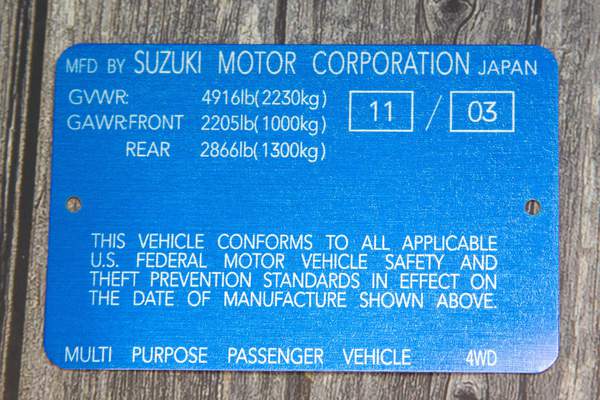 MFD BY SUZUKI MOTOR CORPORATION JAPAN
GVWR: 4916lb(2230kg) 11 / 03
GAWR:FRONT 2205lb(1000kg)
REAR 2866lb(1300kg)
THIS VEHICLE CONFORMS TO ALL APPLICABLE
U.S. FEDERAL MOTOR VEHICLE SAFETY AND
THEFT PREVENTION STANDARDS IN EFFECT ON
THE DATE OF MANUFACTURE SHOWN ABOVE.
MULTI PURPOSE PASSENGER VEHICLE 4WD